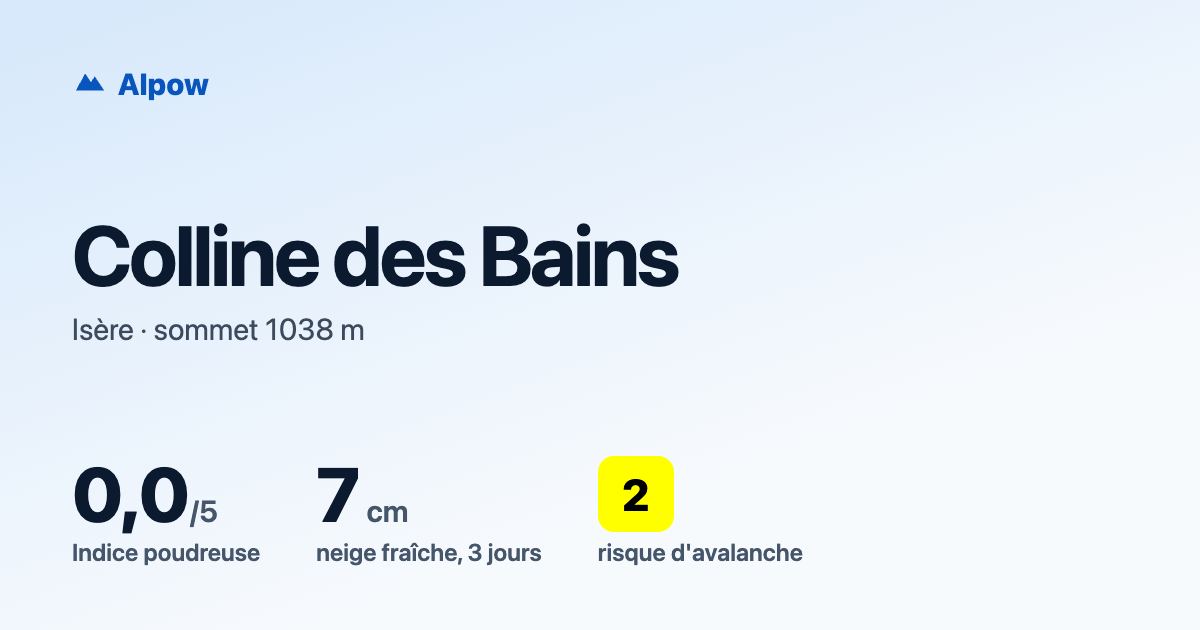 Alpow
Colline des Bains
Isère · sommet 1038 m
0,0/5
Indice poudreuse
7 cm
neige fraîche, 3 jours
2
risque d'avalanche